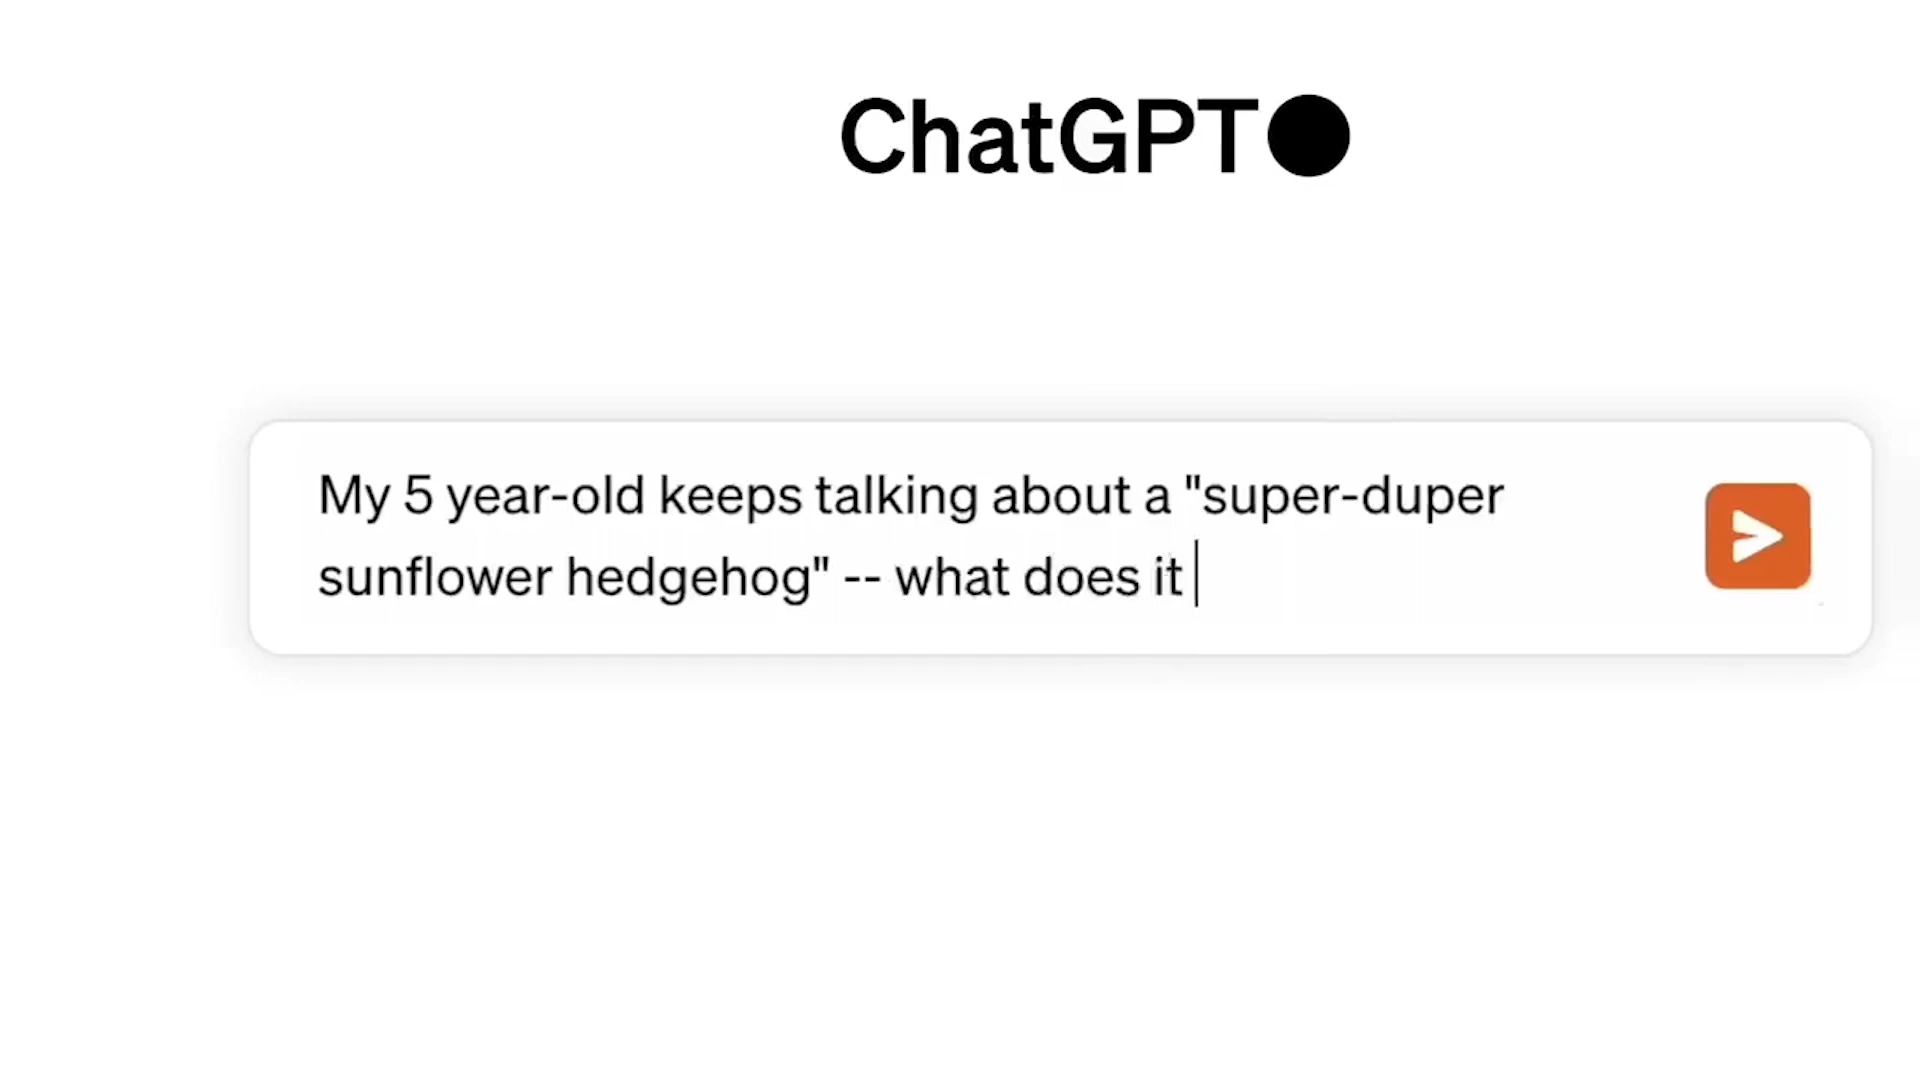 ChatGPT
My 5 year-old keeps talking about a "super-duper
sunflower hedgehog" -- what does it